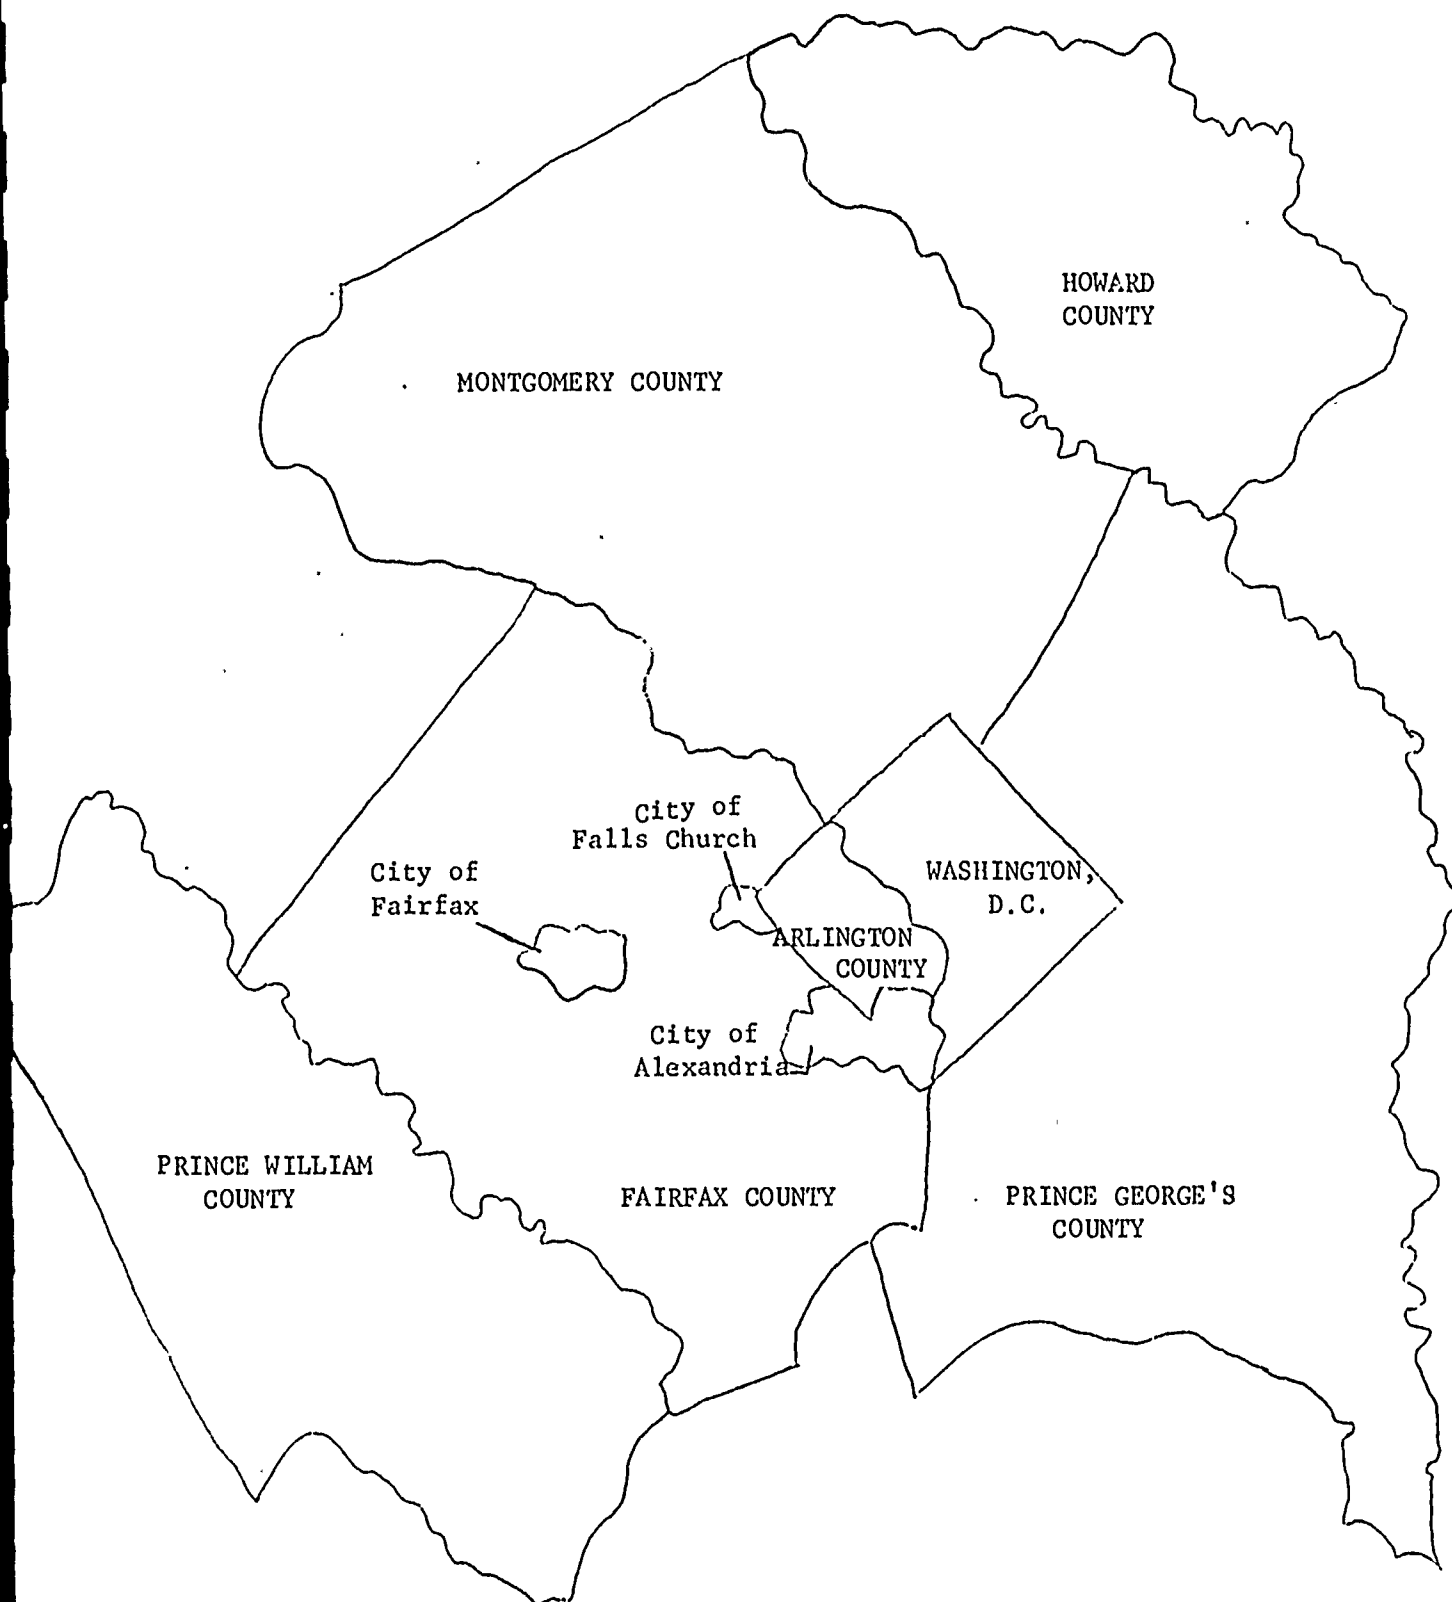 HOWARD
COUNTY
MONTGOMERY COUNTY
City of
Falls Church
City of
Fairfax
WASHINGTON,
D.C.
ARLINGTON
COUNTY
City of
Alexandria
PRINCE WILLIAM
COUNTY
FAIRFAX COUNTY
PRINCE GEORGE'S
COUNTY